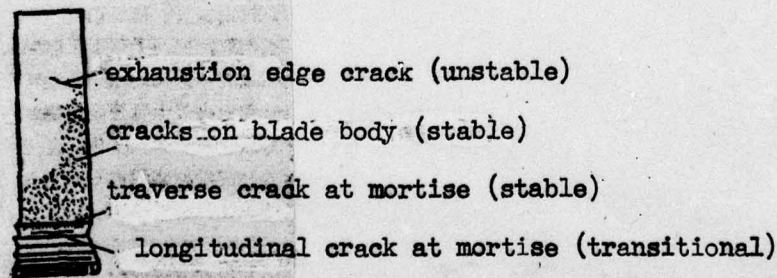 exhaustion edge crack (unstable)
cracks on blade body (stable)
traverse crack at mortise (stable)
longitudinal crack at mortise (transitional)